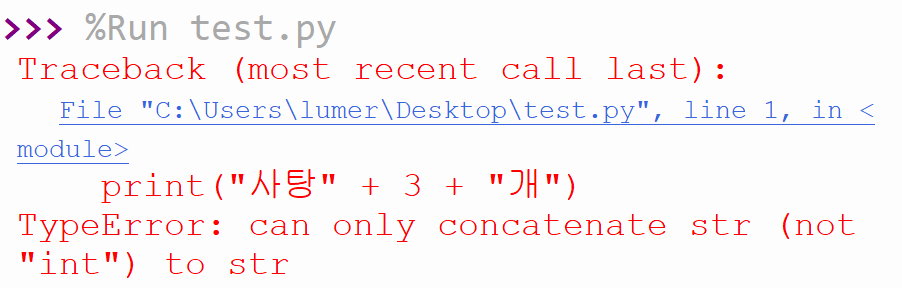 >>> %Run test.py
Traceback (most recent call last):
File "C:\Users\lumer\Desktop\test.py", line 1, in <
module>
print("사탕" + 3 + "개")
TypeError: can only concatenate str (not
"int") to str